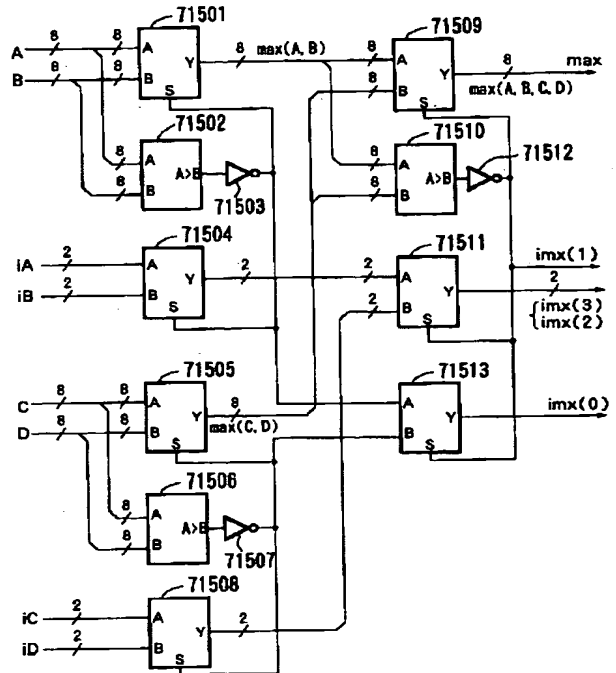 71501
A 8 8 A Y 8 max(A, B)
B 8 8 B S
71502
8 A A>B
8 B
71503
71509
8 A Y 8 max
8 B S max(A, B, C, D)
71510
8 A A>B
8 B
71512
71504
iA 2 A Y 2
iB 2 B S
71511
2 A Y 2
2 B S
imx(1)
imx(3)
imx(2)
71505
C 8 8 A Y 8
D 8 8 B S max(C, D)
71506
8 A A>B
8 B
71507
71513
A Y imx(0)
B S
71508
iC 2 A Y 2
iD 2 B S